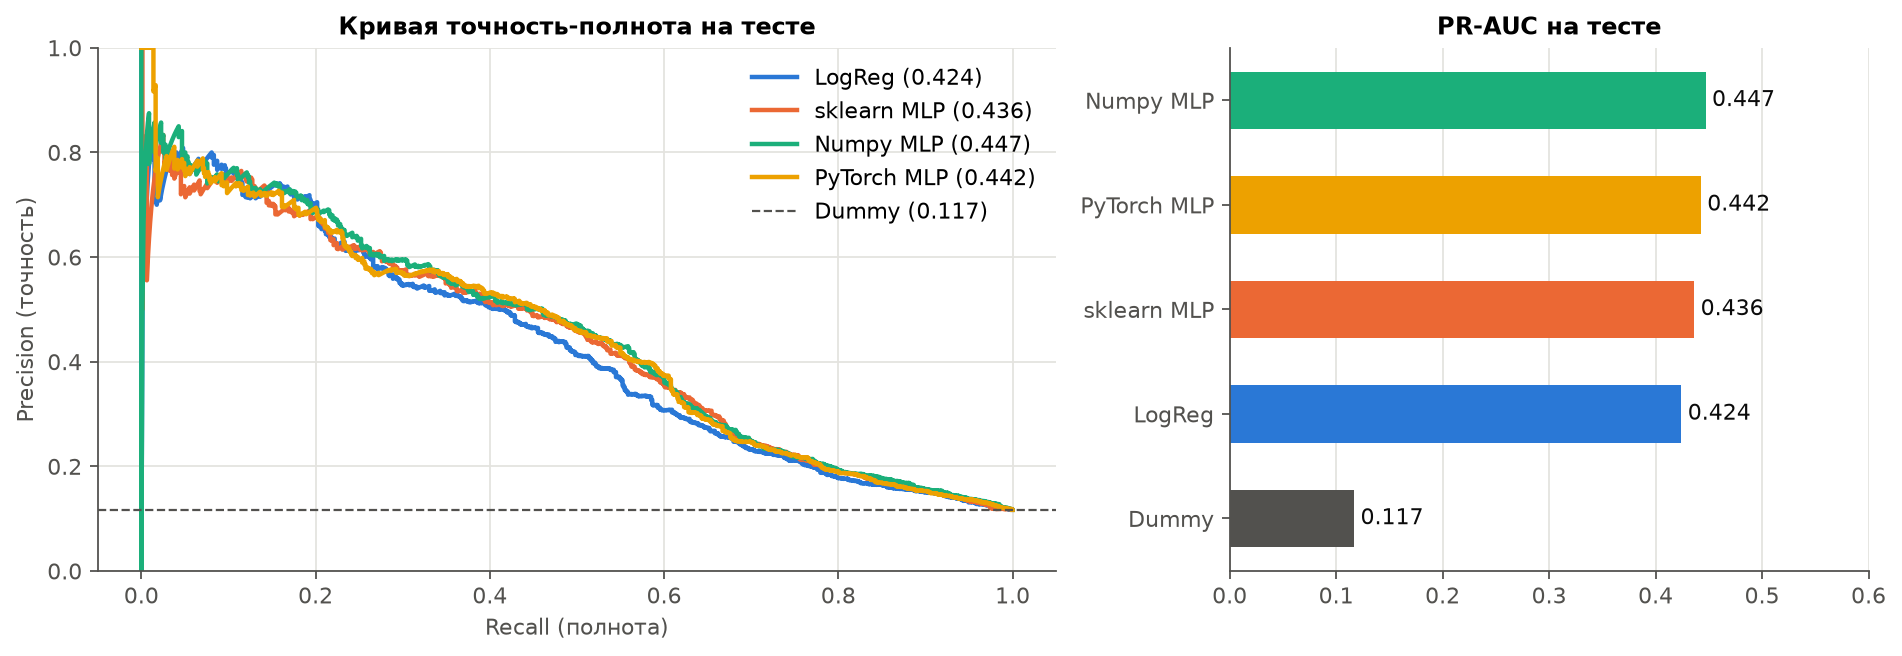 Кривая точность-полнота на тесте
1.0
0.8
0.6
0.4
0.2
0.0
Precision (точность)
LogReg (0.424)
sklearn MLP (0.436)
Numpy MLP (0.447)
PyTorch MLP (0.442)
Dummy (0.117)
0.0 0.2 0.4 0.6 0.8 1.0
Recall (полнота)
PR-AUC на тесте
Numpy MLP 0.447
PyTorch MLP 0.442
sklearn MLP 0.436
LogReg 0.424
Dummy 0.117
0.0 0.1 0.2 0.3 0.4 0.5 0.6